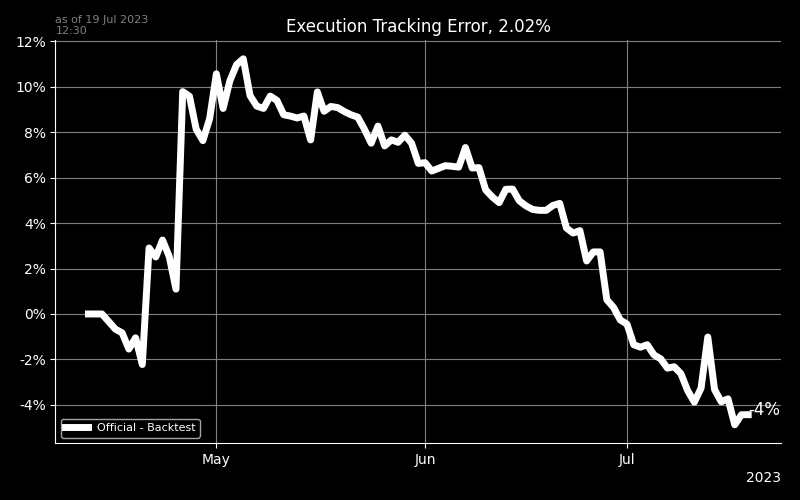 as of 19 Jul 2023
12:30
Execution Tracking Error, 2.02%
12%
10%
8%
6%
4%
2%
0%
-2%
-4%
-4%
Official - Backtest
May
Jun
Jul
2023